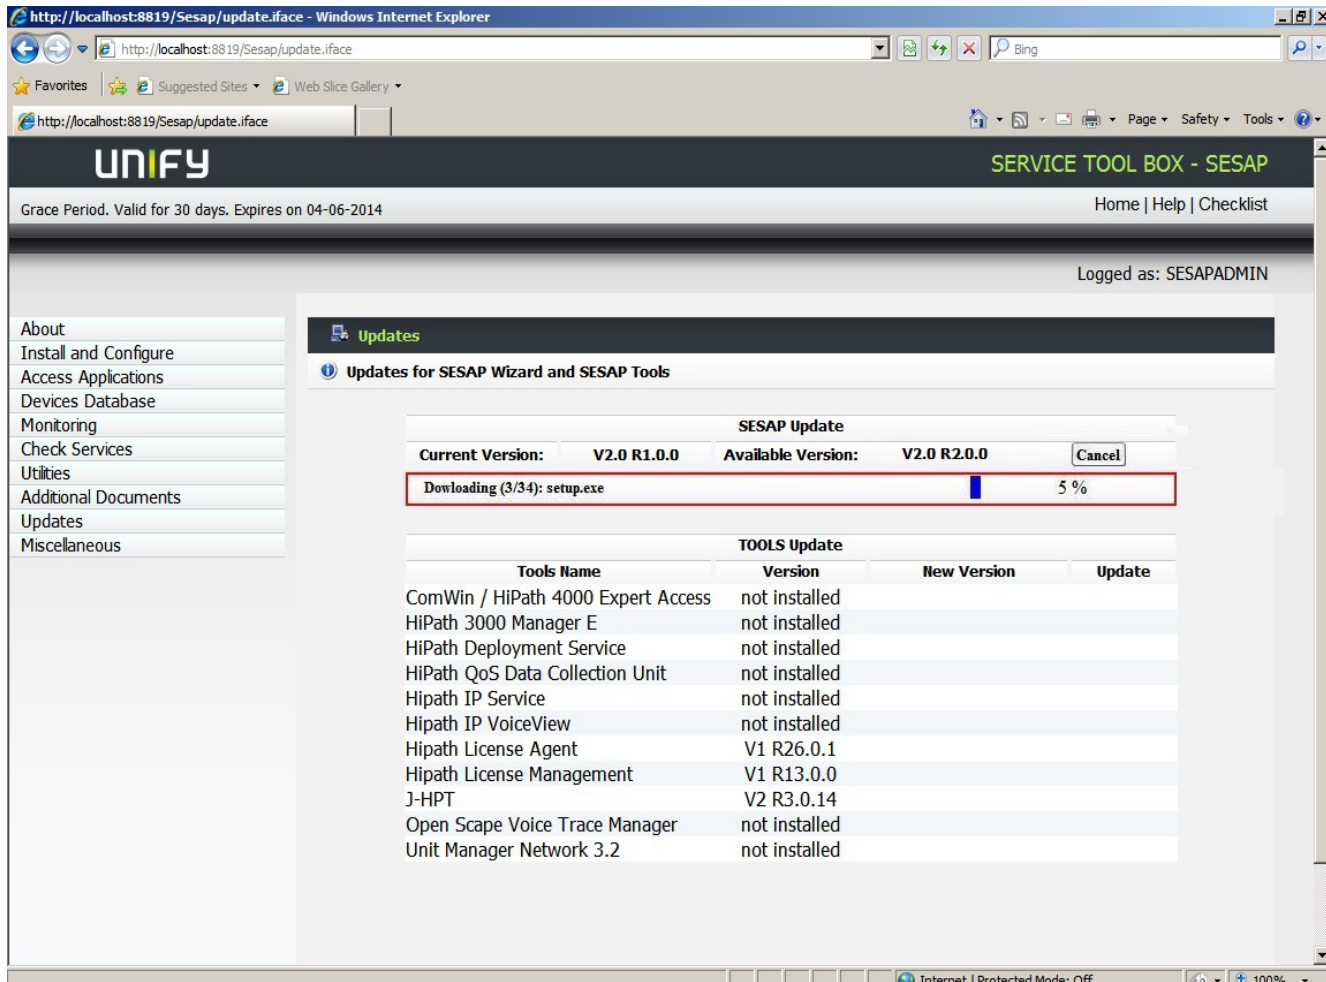 http://localhost:8819/Sesap/update.iface - Windows Internet Explorer
http://localhost:8819/Sesap/update.iface
Bing
Favorites Suggested Sites Web Slice Gallery
http://localhost:8819/Sesap/update.iface Page Safety Tools
UNIFY SERVICE TOOL BOX - SESAP
Grace Period. Valid for 30 days. Expires on 04-06-2014 Home | Help | Checklist
Logged as: SESAPADMIN
About
Install and Configure
Access Applications
Devices Database
Monitoring
Check Services
Utilities
Additional Documents
Updates
Miscellaneous
Updates
Updates for SESAP Wizard and SESAP Tools
SESAP Update
Current Version: V2.0 R1.0.0 Available Version: V2.0 R2.0.0 Cancel
Dowloading (3/34): setup.exe 5 %
TOOLS Update
Tools Name Version New Version Update
ComWin / HiPath 4000 Expert Access not installed
HiPath 3000 Manager E not installed
HiPath Deployment Service not installed
HiPath QoS Data Collection Unit not installed
Hipath IP Service not installed
Hipath IP VoiceView not installed
Hipath License Agent V1 R26.0.1
Hipath License Management V1 R13.0.0
J-HPT V2 R3.0.14
Open Scape Voice Trace Manager not installed
Unit Manager Network 3.2 not installed
Internet | Protected Mode: Off 100%